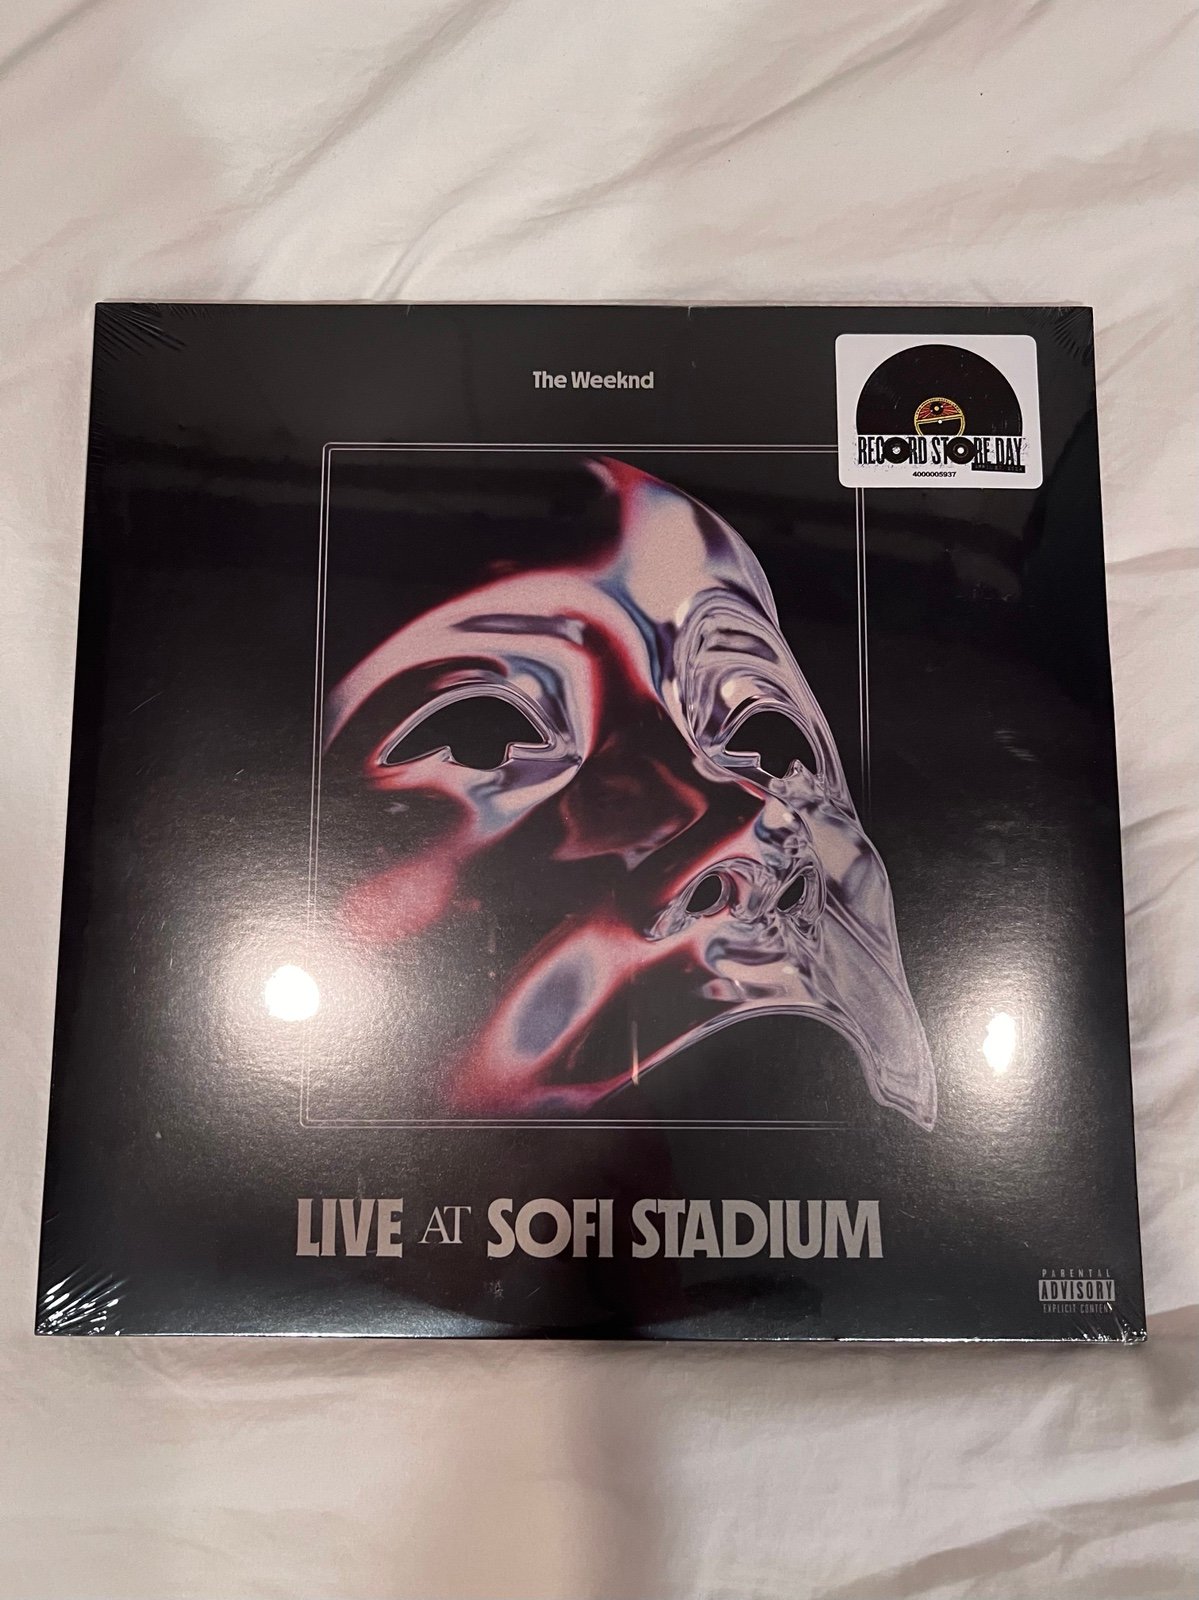 The Weeknd
RECORD STORE DAY
4000005937
LIVE AT SOFI STADIUM
PARENTAL
ADVISORY
EXPLICIT CONTENT